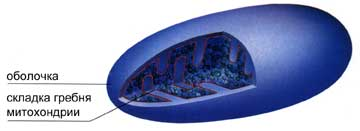 оболочка
складка гребня
митохондрии